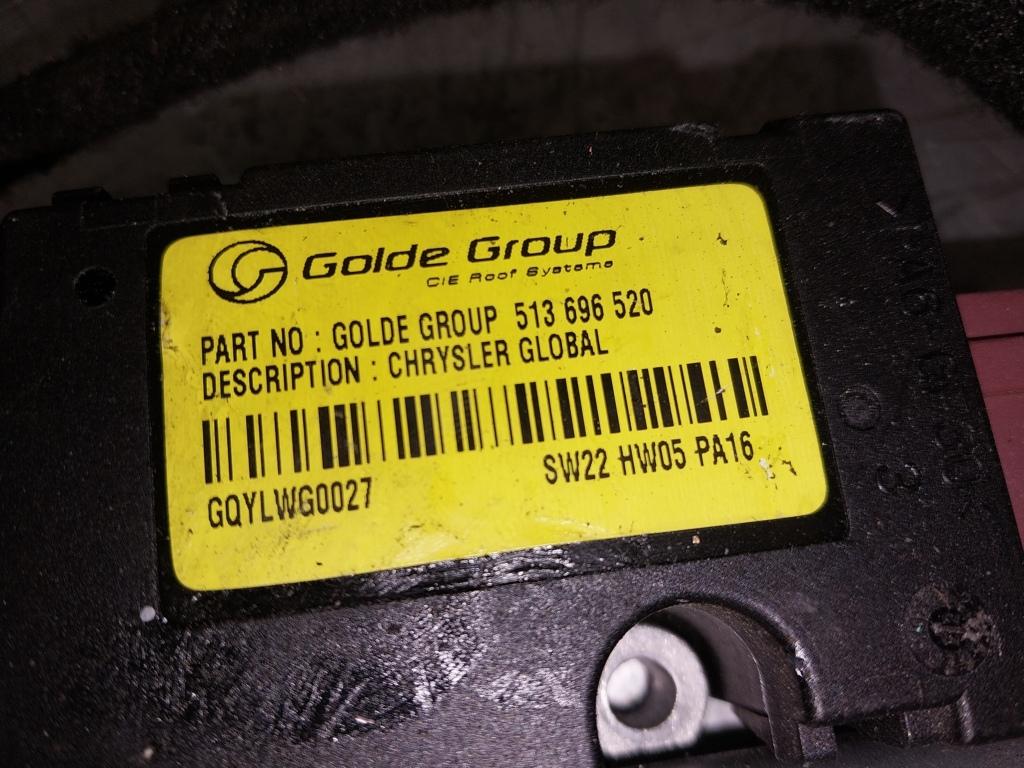 Golde Group
CIE Roof Systems
PART NO : GOLDE GROUP 513 696 520
DESCRIPTION : CHRYSLER GLOBAL
GQYLWG0027
SW22 HW05 PA16